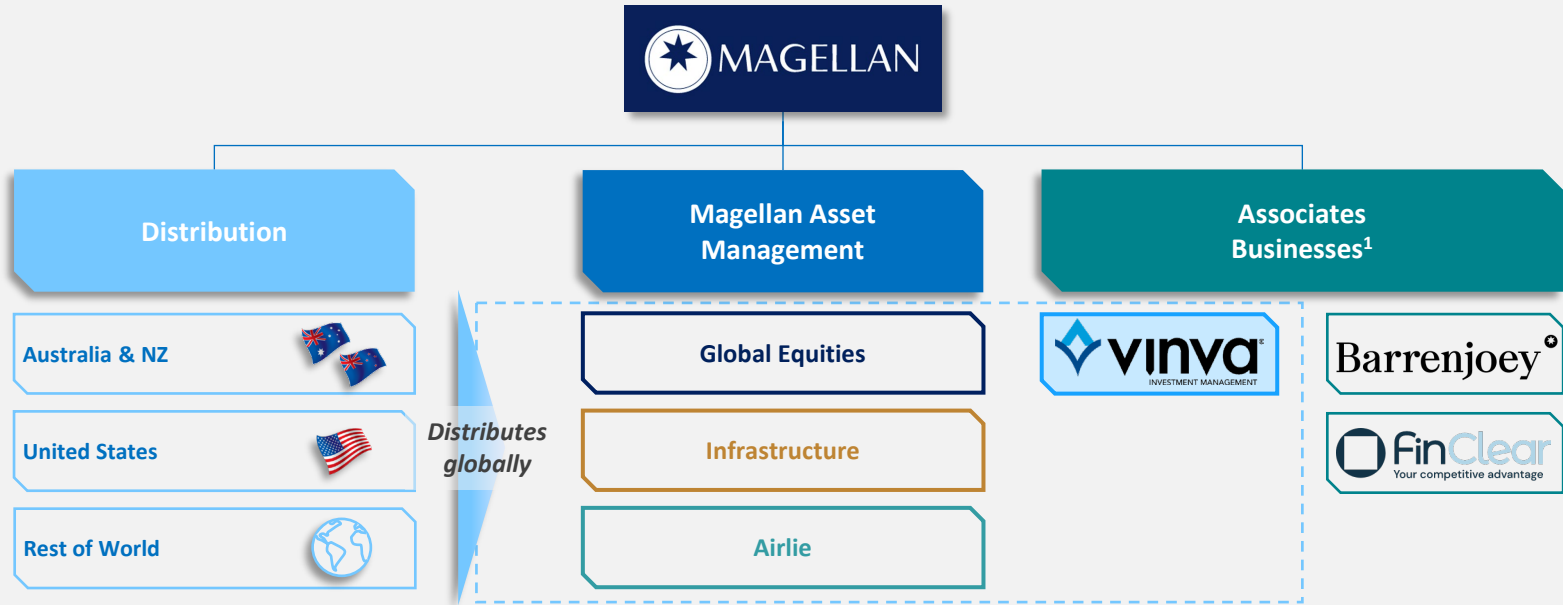 MAGELLAN
Distribution
Magellan Asset
Management
Associates
Businesses¹
Australia & NZ
United States
Rest of World
Distributes
globally
Global Equities
Infrastructure
Airlie
vinva®
INVESTMENT MANAGEMENT
Barrenjoey
FinClear
Your competitive advantage